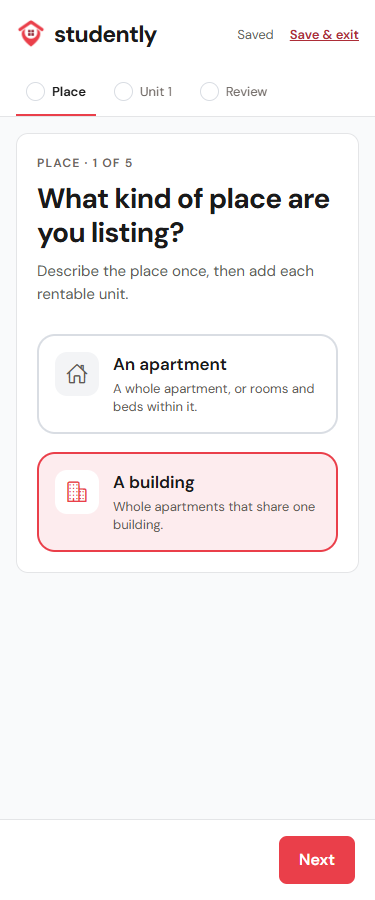 studently
Saved
Save & exit
Place
Unit 1
Review
PLACE · 1 OF 5
What kind of place are
you listing?
Describe the place once, then add each
rentable unit.
An apartment
A whole apartment, or rooms and
beds within it.
A building
Whole apartments that share one
building.
Next